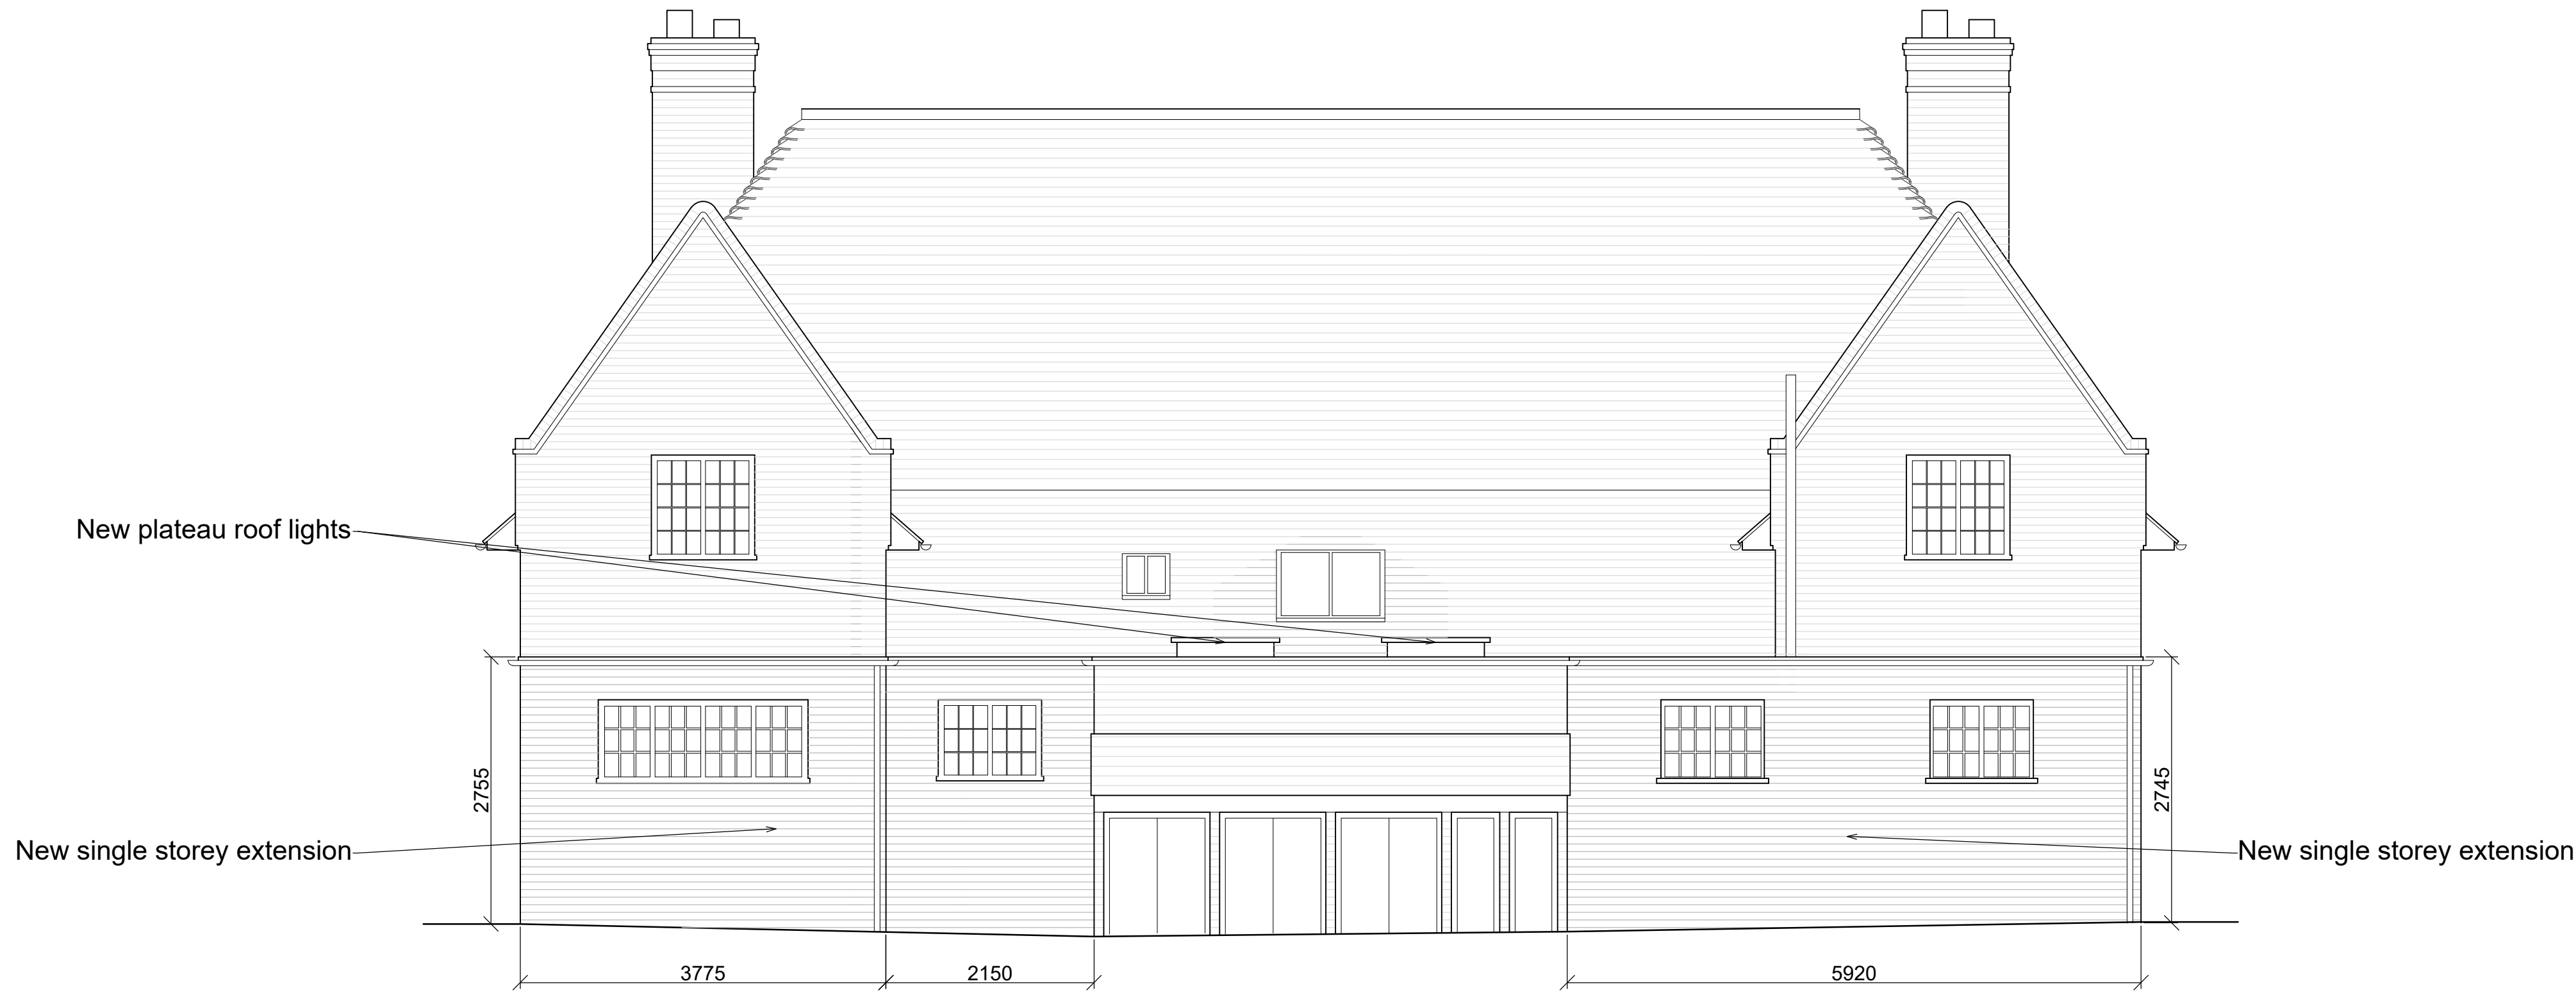 New plateau roof lights
2755
2745
New single storey extension
New single storey extension
3775
2150
5920